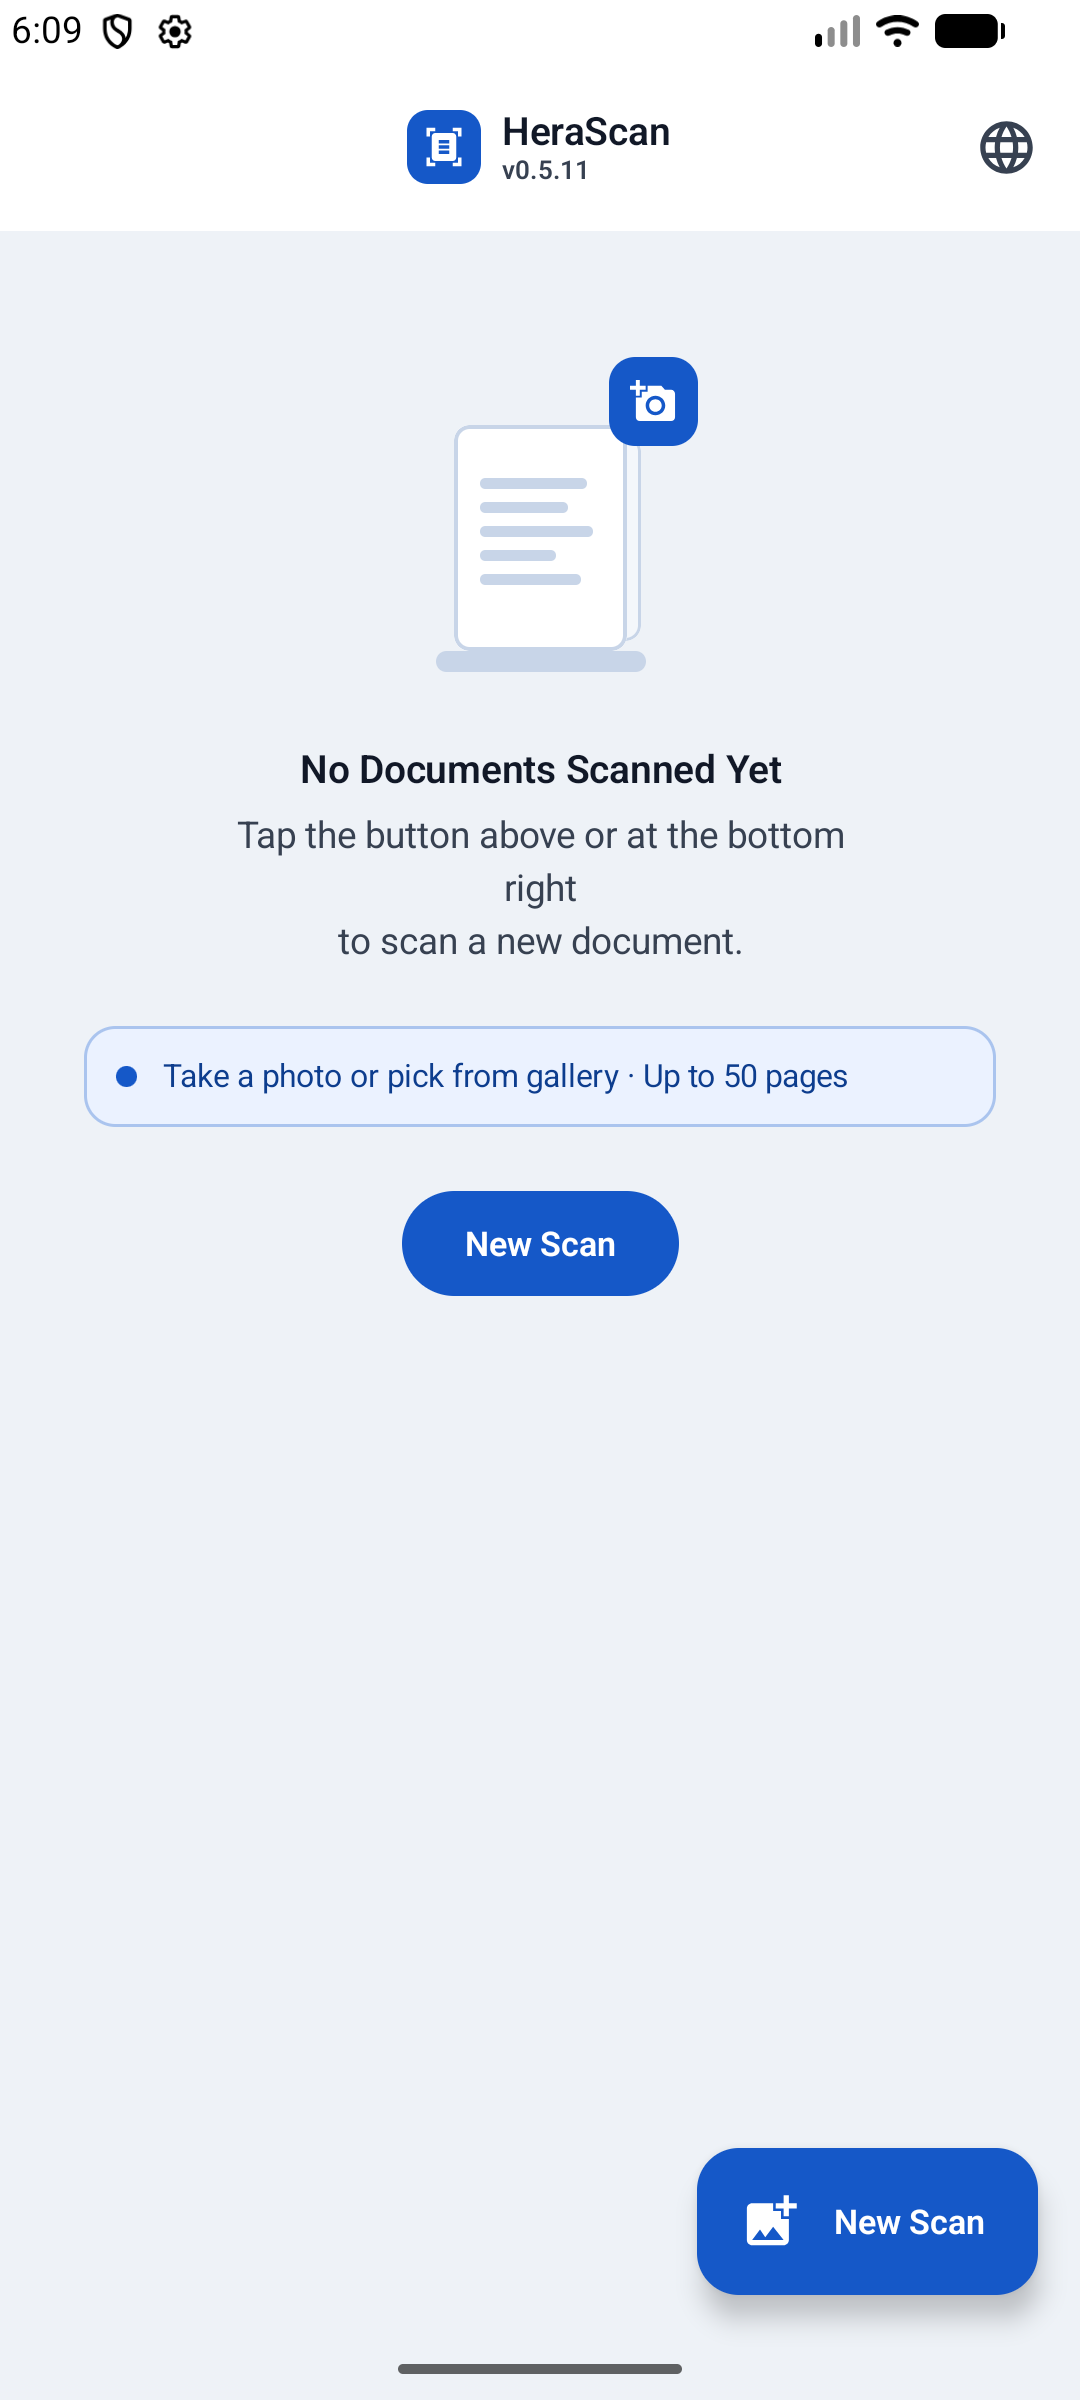 6:09
HeraScan
v0.5.11
No Documents Scanned Yet
Tap the button above or at the bottom
right
to scan a new document.
Take a photo or pick from gallery · Up to 50 pages
New Scan
New Scan